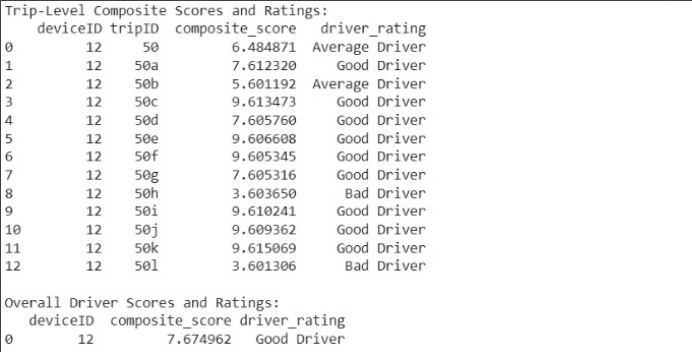 Trip-Level Composite Scores and Ratings:
deviceID tripID composite_score driver_rating
0 12 50 6.484871 Average Driver
1 12 50a 7.612320 Good Driver
2 12 50b 5.601192 Average Driver
3 12 50c 9.613473 Good Driver
4 12 50d 7.605760 Good Driver
5 12 50e 9.606608 Good Driver
6 12 50f 9.605345 Good Driver
7 12 50g 7.605316 Good Driver
8 12 50h 3.603650 Bad Driver
9 12 50i 9.610241 Good Driver
10 12 50j 9.609362 Good Driver
11 12 50k 9.615069 Good Driver
12 12 50l 3.601306 Bad Driver
Overall Driver Scores and Ratings:
deviceID composite_score driver_rating
0 12 7.674962 Good Driver